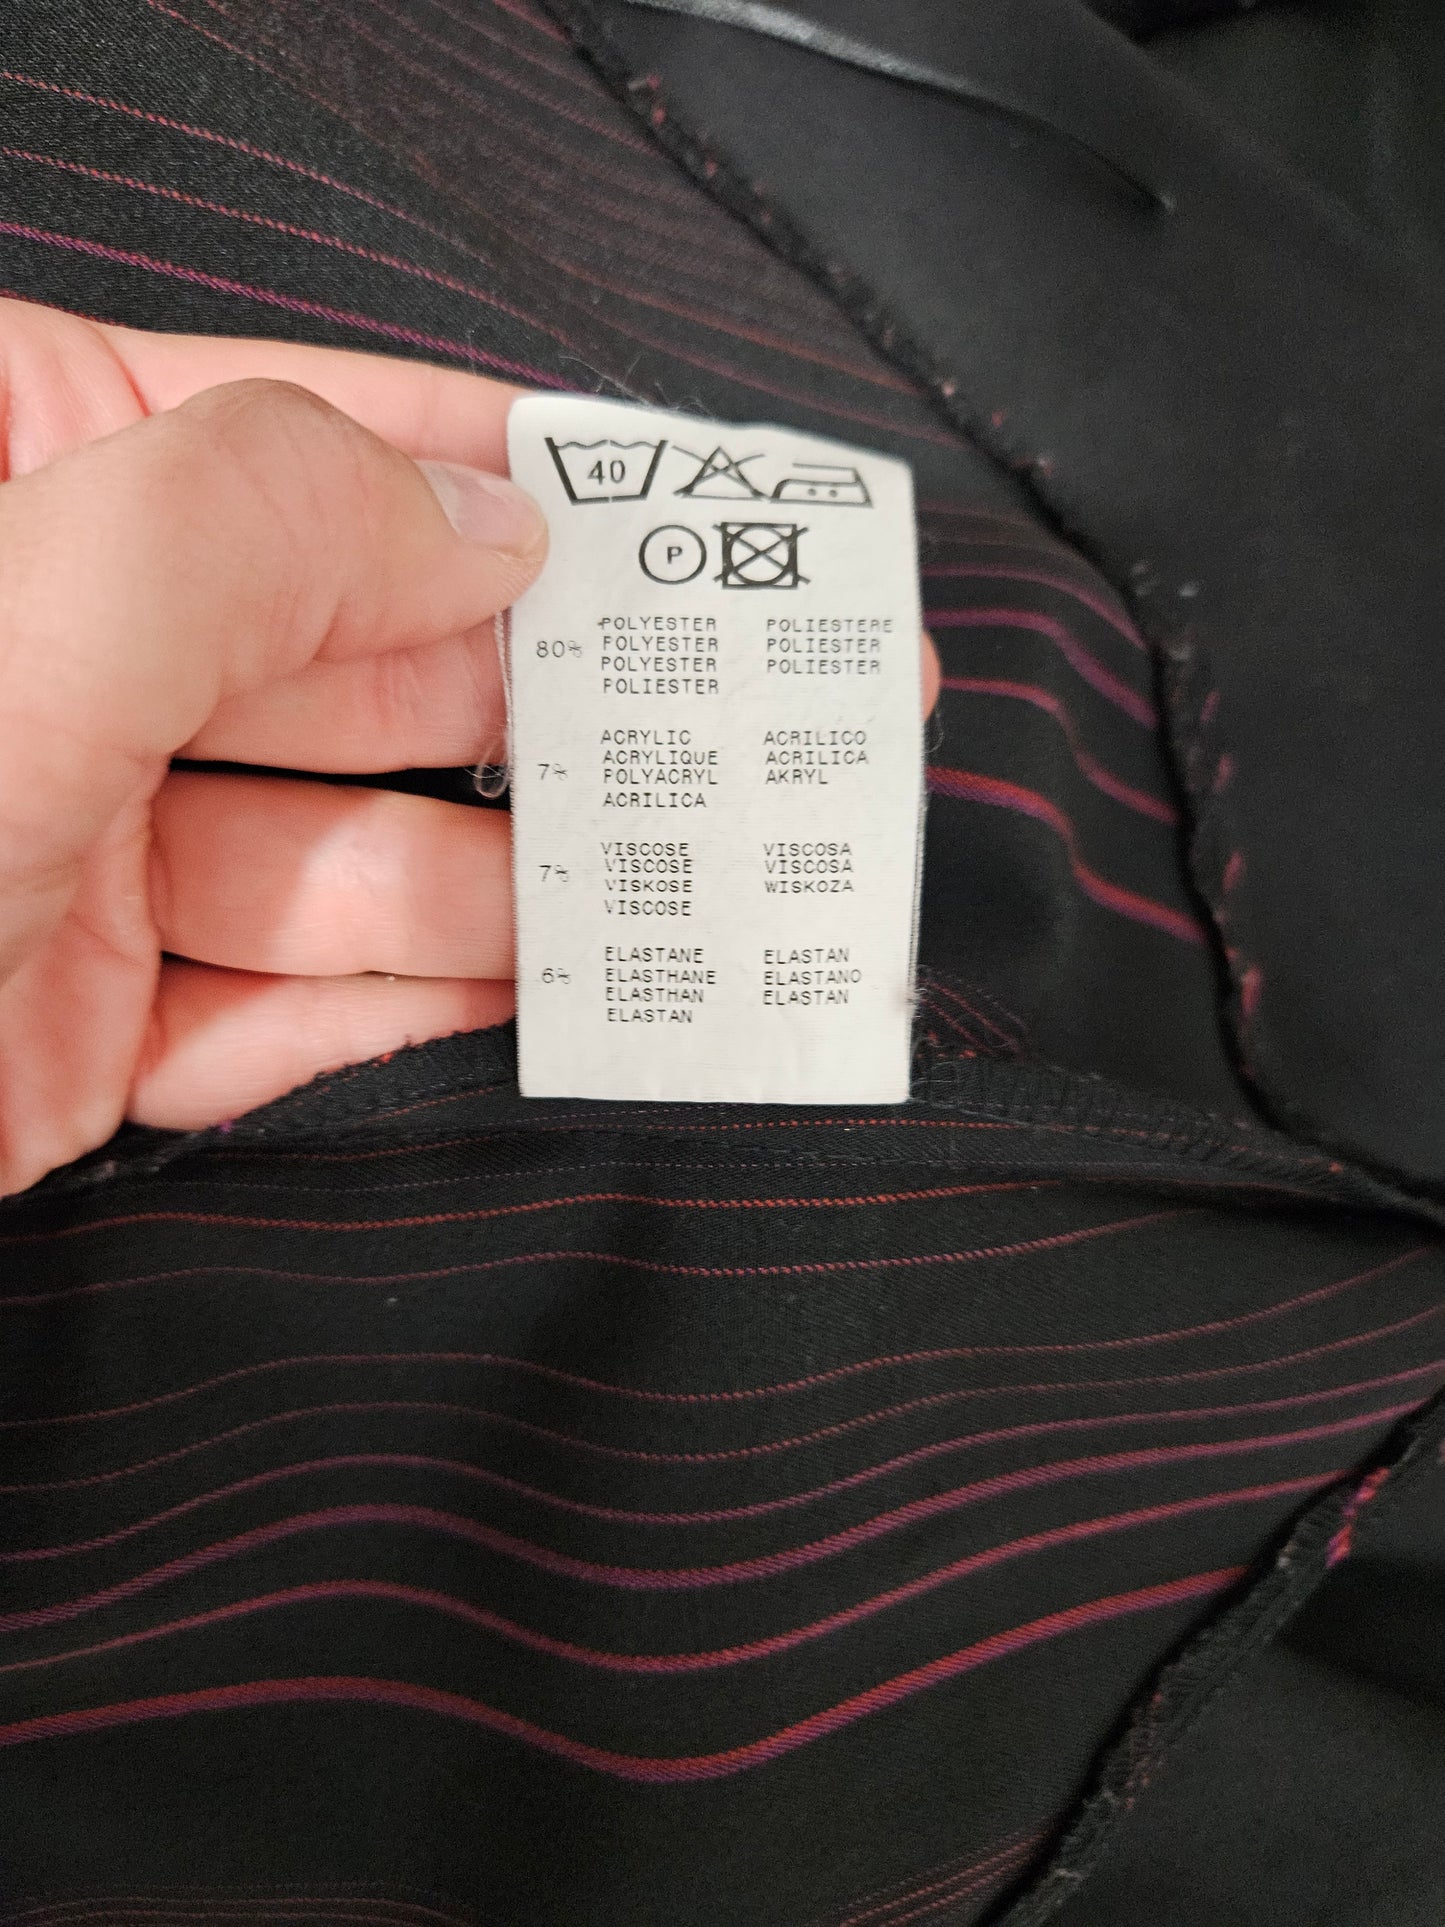 40
P
80% POLYESTER POLIESTERE
POLYESTER POLIESTER
POLYESTER POLIESTER
POLIESTER
7% ACRYLIC ACRILICO
ACRYLIQUE ACRILICA
POLYACRYL AKRYL
ACRILICA
7% VISCOSE VISCOSA
VISCOSE VISCOSA
VISKOSE WISKOZA
VISCOSE
6% ELASTANE ELASTAN
ELASTHANE ELASTANO
ELASTHAN ELASTAN
ELASTAN